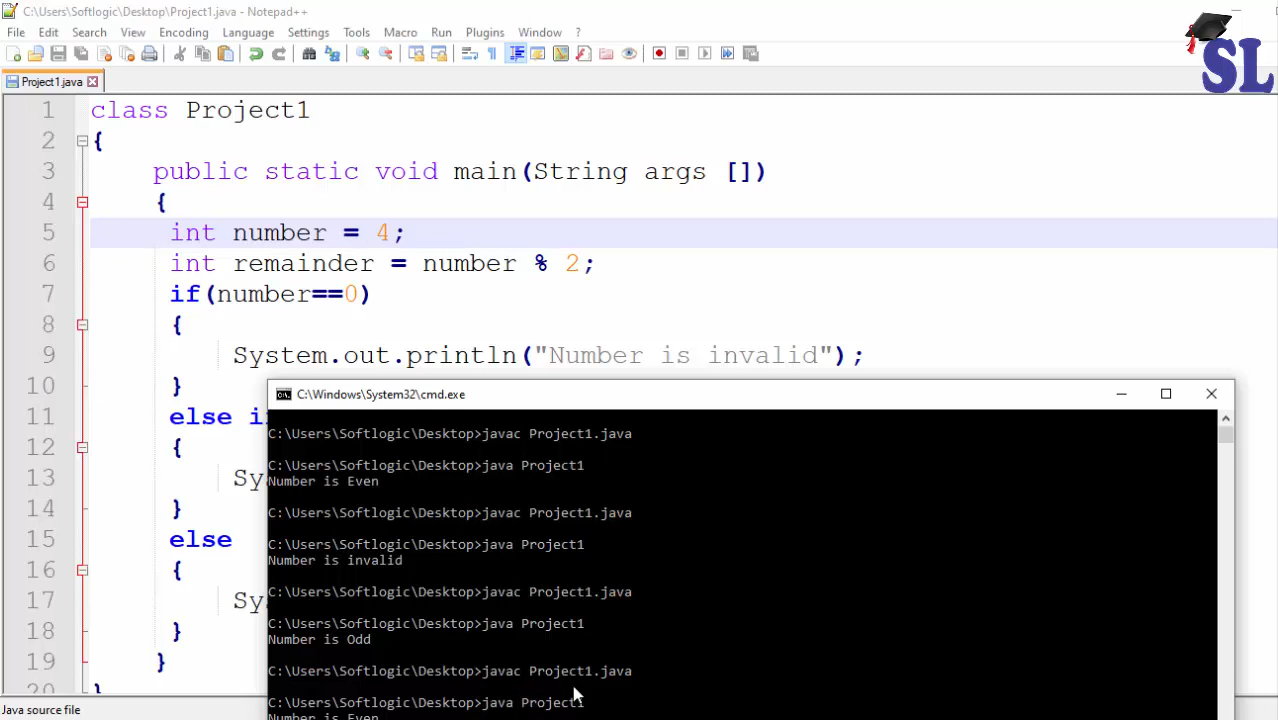 C:\Users\Softlogic\Desktop\Project1.java - Notepad++
File Edit Search View Encoding Language Settings Tools Macro Run Plugins Window ?
SL
Project1.java
1 class Project1
2 {
3 public static void main(String args [])
4 {
5 int number = 4;
6 int remainder = number % 2;
7 if(number==0)
8 {
9 System.out.println("Number is invalid");
10 }
11 else
12 {
13 Sy
14 }
15 else
16 {
17 Sy
18 }
19 }
20 }
C:\Windows\System32\cmd.exe
C:\Users\Softlogic\Desktop>javac Project1.java
C:\Users\Softlogic\Desktop>java Project1
Number is Even
C:\Users\Softlogic\Desktop>javac Project1.java
C:\Users\Softlogic\Desktop>java Project1
Number is invalid
C:\Users\Softlogic\Desktop>javac Project1.java
C:\Users\Softlogic\Desktop>java Project1
Number is Odd
C:\Users\Softlogic\Desktop>javac Project1.java
C:\Users\Softlogic\Desktop>java Project1
Number is Even
Java source file